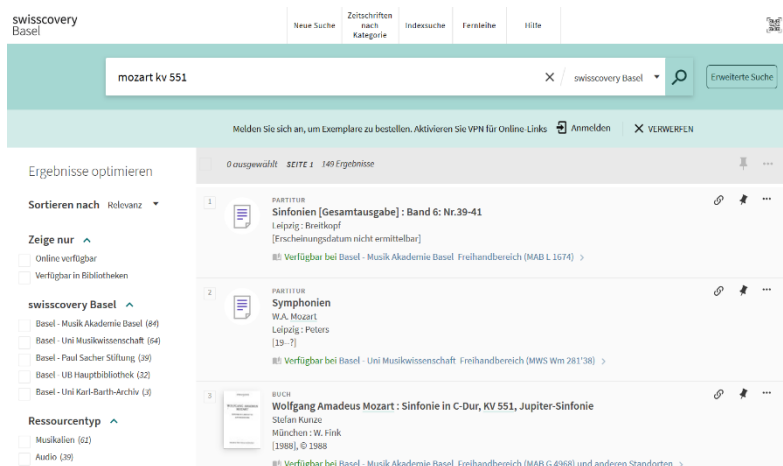 swisscovery
Basel
Neue Suche
Zeitschriften
nach
Kategorie
Indexsuche
Fernleihe
Hilfe
mozart kv 551
swisscovery Basel
Erweiterte Suche
Melden Sie sich an, um Exemplare zu bestellen. Aktivieren Sie VPN für Online-Links
Anmelden
VERWERFEN
Ergebnisse optimieren
Sortieren nach Relevanz
Zeige nur
Online verfügbar
Verfügbar in Bibliotheken
swisscovery Basel
Basel - Musik Akademie Basel (84)
Basel - Uni Musikwissenschaft (64)
Basel - Paul Sacher Stiftung (39)
Basel - UB Hauptbibliothek (32)
Basel - Uni Karl-Barth-Archiv (3)
Ressourcentyp
Musikalien (61)
Audio (39)
0 ausgewählt SEITE 1 149 Ergebnisse
1
PARTITUR
Sinfonien [Gesamtausgabe] : Band 6: Nr.39-41
Leipzig : Breitkopf
[Erscheinungsdatum nicht ermittelbar]
Verfügbar bei Basel - Musik Akademie Basel Freihandbereich (MAB L 1674) >
2
PARTITUR
Symphonien
W.A. Mozart
Leipzig : Peters
[19--?]
Verfügbar bei Basel - Uni Musikwissenschaft Freihandbereich (MWS Wm 281'38) >
3
BUCH
Wolfgang Amadeus Mozart : Sinfonie in C-Dur, KV 551, Jupiter-Sinfonie
Stefan Kunze
München : W. Fink
[1988], © 1988
Verfügbar bei Basel - Musik Akademie Basel Freihandbereich (MAB G 4968) und anderen Standorten >